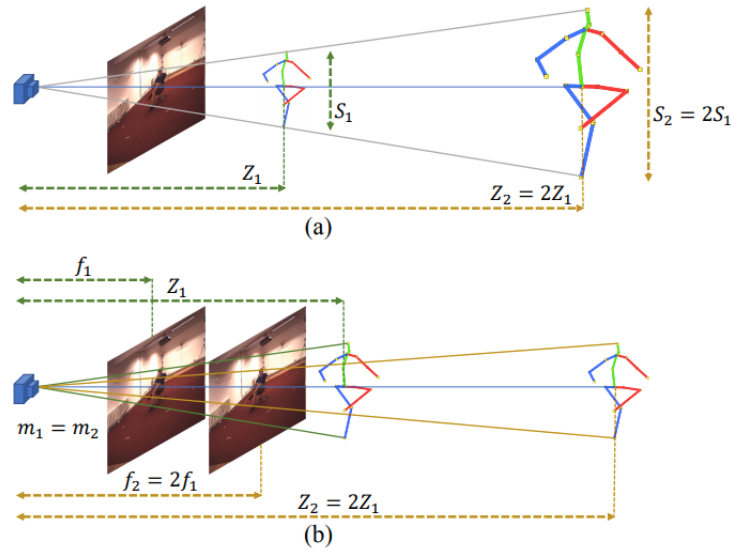 S₁
S₂ = 2S₁
Z₁
Z₂ = 2Z₁
(a)
f₁
Z₁
m₁ = m₂
f₂ = 2f₁
Z₂ = 2Z₁
(b)